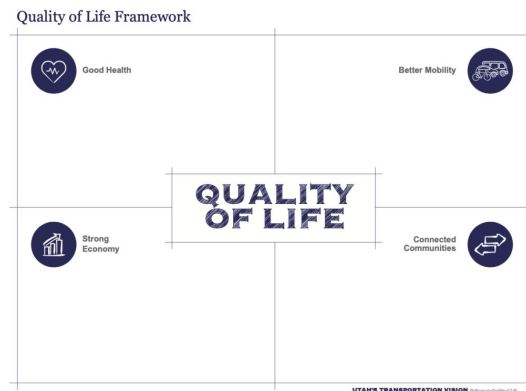 Quality of Life Framework
Good Health
Better Mobility
QUALITY
OF LIFE
Strong
Economy
Connected
Communities
UTAH'S TRANSPORTATION VISION